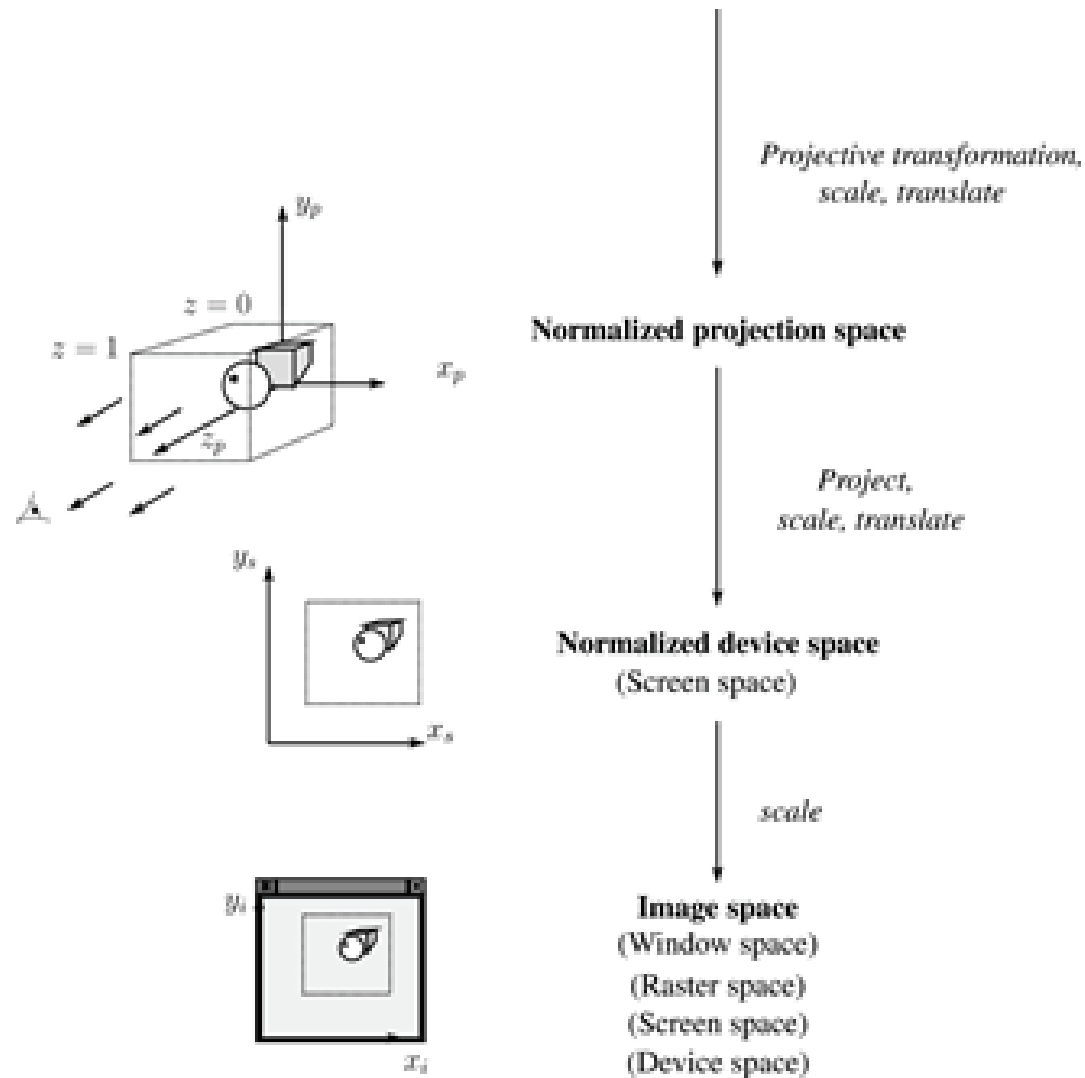 Projective transformation,
scale, translate
y_p
z = 0
z = 1
x_p
z_p
Normalized projection space
Project,
scale, translate
y_s
x_s
Normalized device space
(Screen space)
scale
y_i
x_i
Image space
(Window space)
(Raster space)
(Screen space)
(Device space)